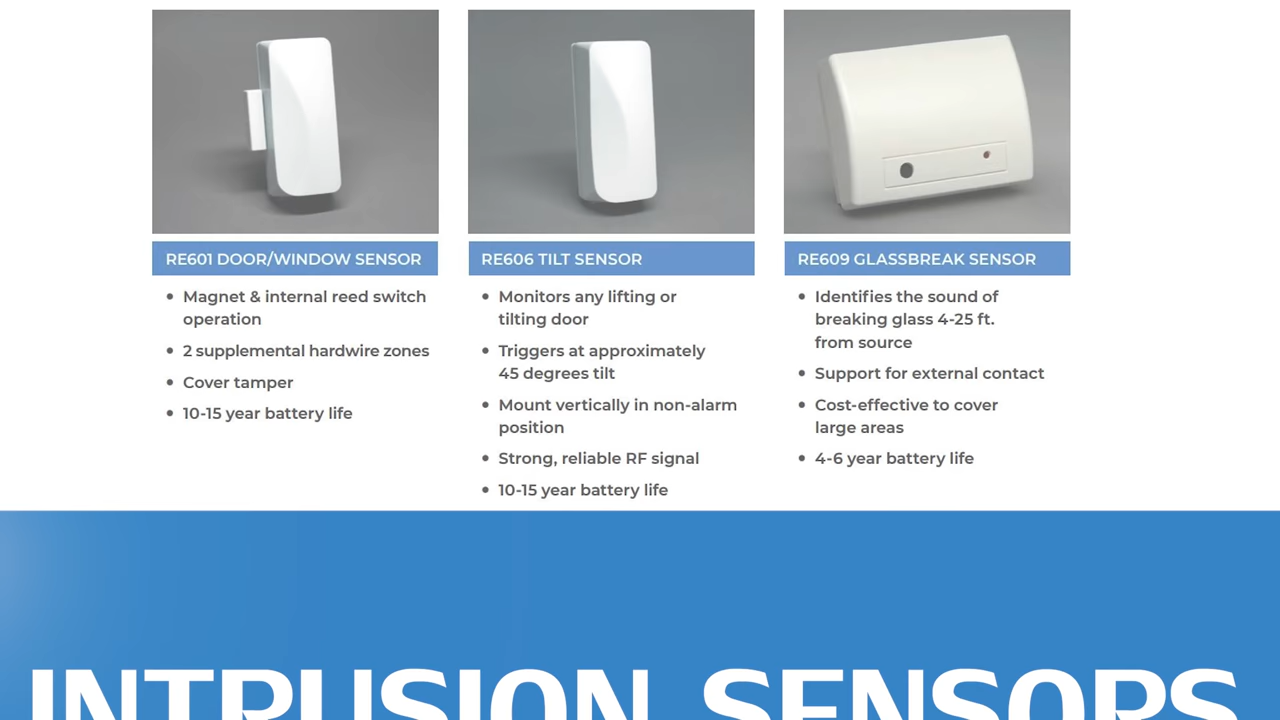 RE601 DOOR/WINDOW SENSOR
• Magnet & internal reed switch
operation
• 2 supplemental hardwire zones
• Cover tamper
• 10-15 year battery life
RE606 TILT SENSOR
• Monitors any lifting or
tilting door
• Triggers at approximately
45 degrees tilt
• Mount vertically in non-alarm
position
• Strong, reliable RF signal
• 10-15 year battery life
RE609 GLASSBREAK SENSOR
• Identifies the sound of
breaking glass 4-25 ft.
from source
• Support for external contact
• Cost-effective to cover
large areas
• 4-6 year battery life
INTRUSION SENSORS